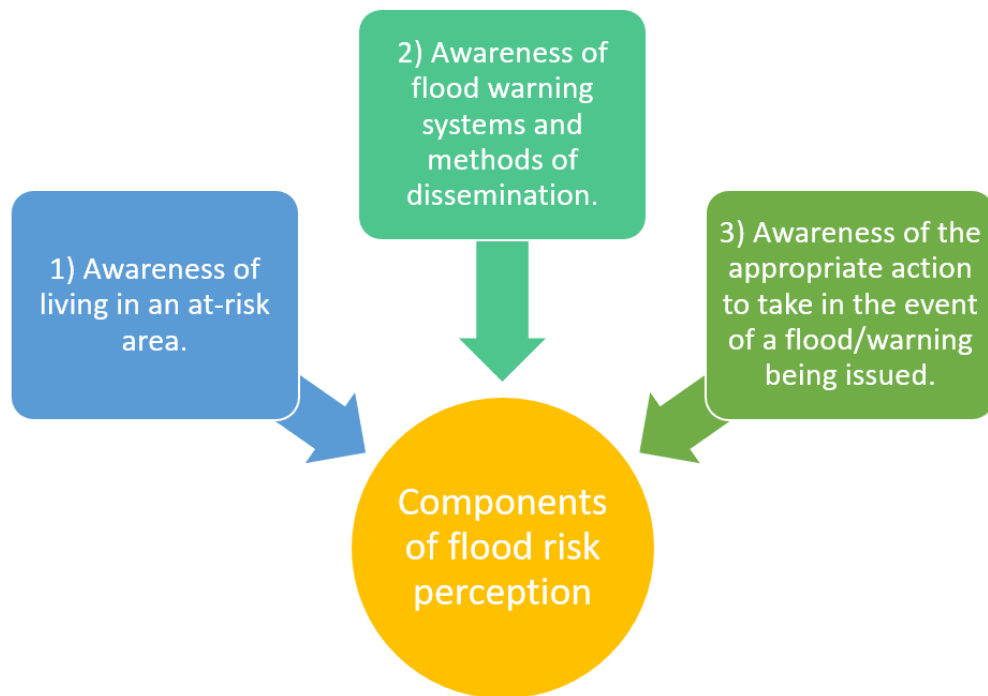 1) Awareness of
living in an at-risk
area.
2) Awareness of
flood warning
systems and
methods of
dissemination.
3) Awareness of the
appropriate action
to take in the event
of a flood/warning
being issued.
Components
of flood risk
perception